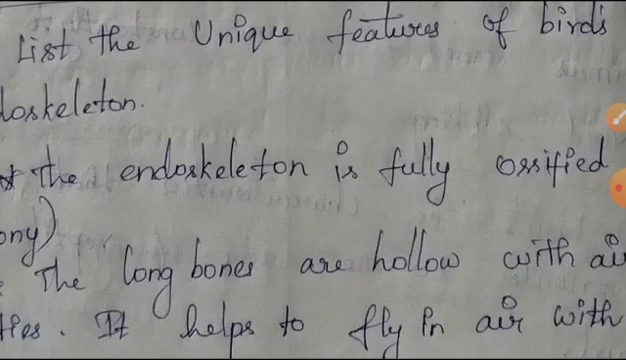 List the Unique features of birds
doskeleton.
* the endoskeleton is fully ossified
ony)
The long bones are hollow with air
ties. It helps to fly in air with